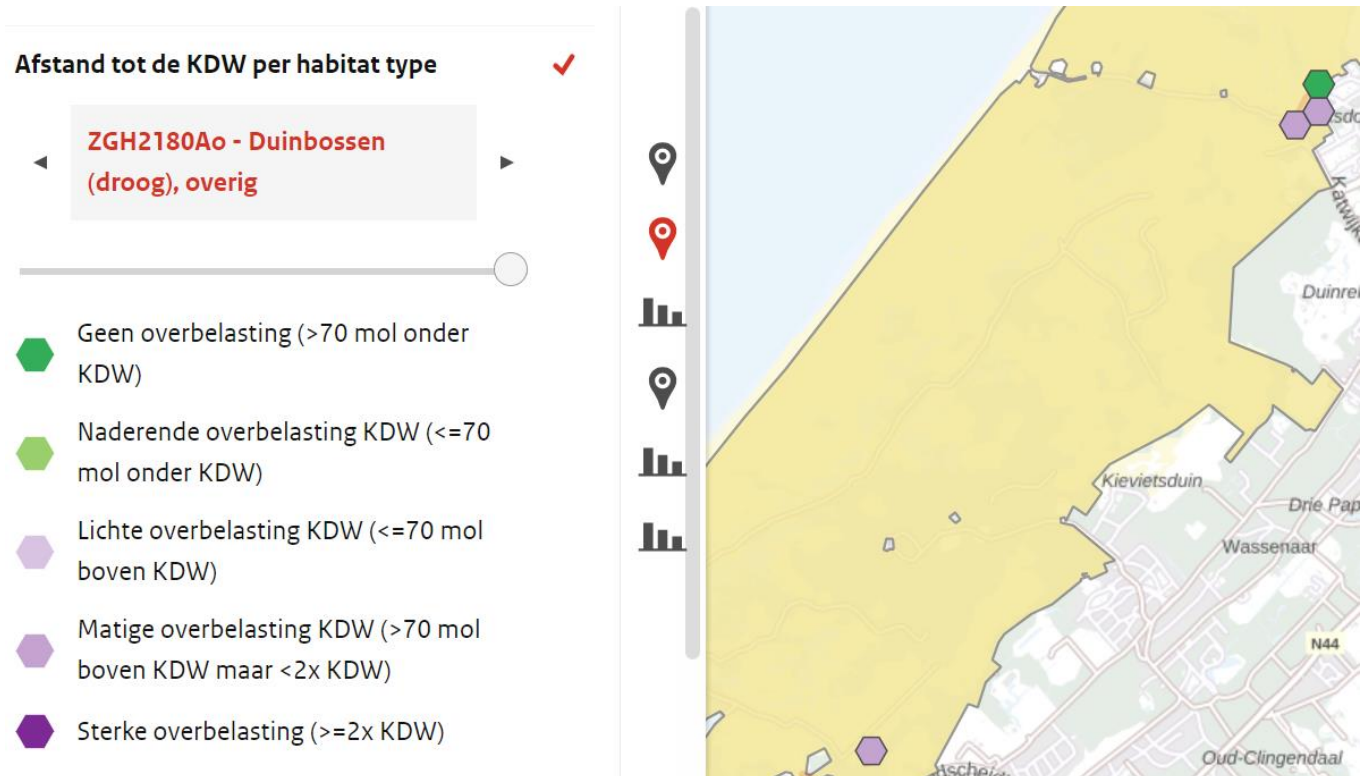 Afstand tot de KDW per habitat type
ZGH2180Ao - Duinbossen
(droog), overig
Geen overbelasting (>70 mol onder
KDW)
Naderende overbelasting KDW (<=70
mol onder KDW)
Lichte overbelasting KDW (<=70 mol
boven KDW)
Matige overbelasting KDW (>70 mol
boven KDW maar <2x KDW)
Sterke overbelasting (>=2x KDW)
Duinrel
Kievietsduin
Drie Pap
Wassenaar
N44
Oud-Clingendaal